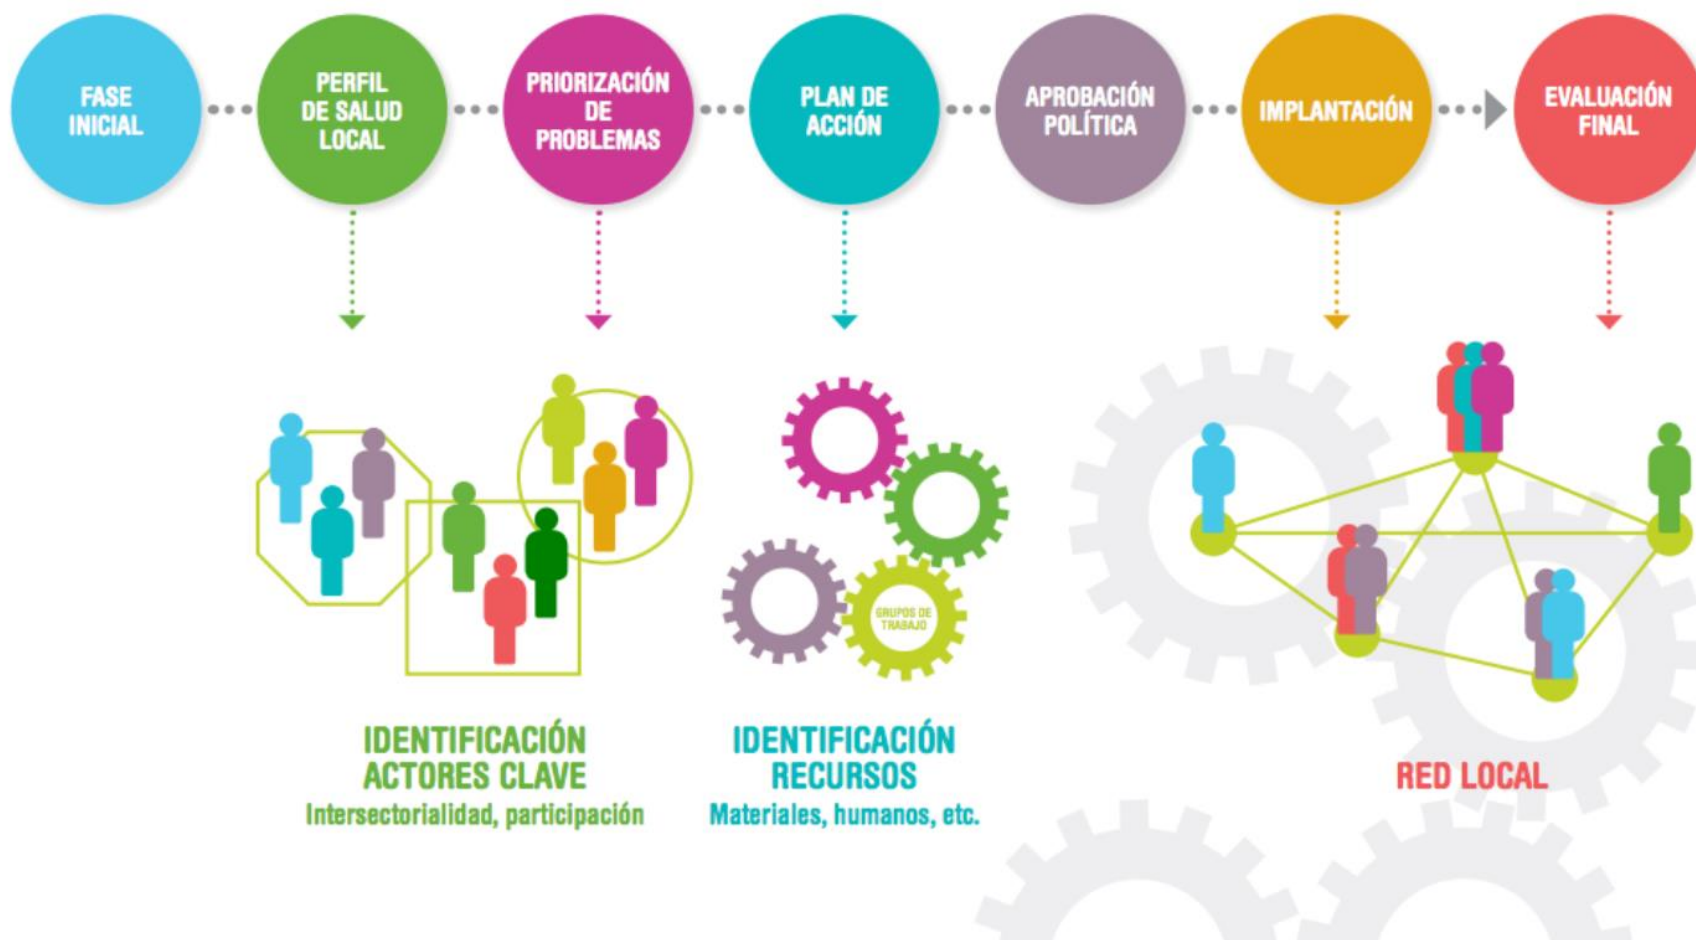 FASE
INICIAL
PERFIL
DE SALUD
LOCAL
PRIORIZACIÓN
DE
PROBLEMAS
PLAN DE
ACCIÓN
APROBACIÓN
POLÍTICA
IMPLANTACIÓN
EVALUACIÓN
FINAL
GRUPOS DE
TRABAJO
IDENTIFICACIÓN
ACTORES CLAVE
Intersectorialidad, participación
IDENTIFICACIÓN
RECURSOS
Materiales, humanos, etc.
RED LOCAL